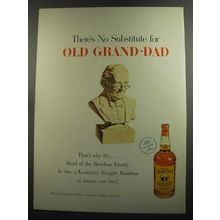 There's No Substitute for
OLD GRAND-DAD
That's why it's...
Head of the Bourbon Family
As fine a Kentucky Straight Bourbon
as money can buy!